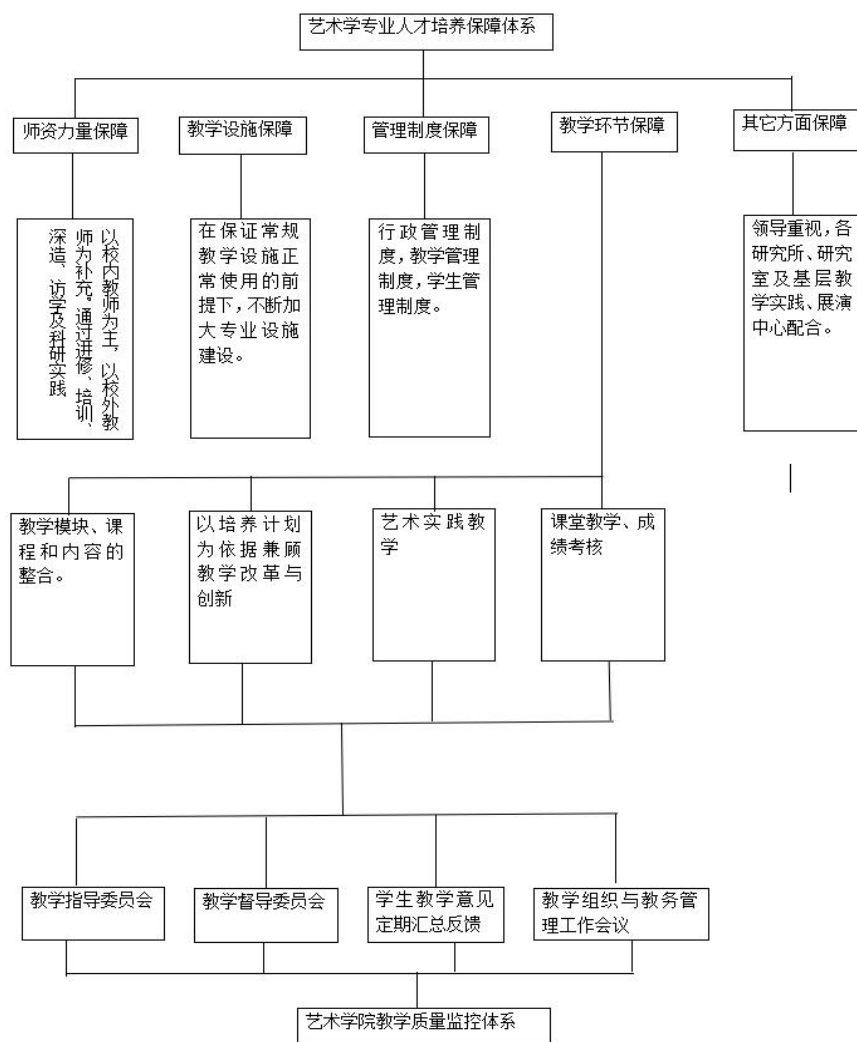 艺术学专业人才培养保障体系
师资力量保障
教学设施保障
管理制度保障
教学环节保障
其它方面保障
以校内教师为主，以校外教
师为补充。通过进修、培训、
深造、访学及科研实践
在保证常规
教学设施正
常使用的前
提下，不断加
大专业设施
建设。
行政管理制
度，教学管理
制度，学生管
理制度。
领导重视，各
研究所、研究
室及基层教
学实践、展演
中心配合。
教学模块、课
程和内容的
整合。
以培养计划
为依据兼顾
教学改革与
创新
艺术实践教
学
课堂教学、成
绩考核
教学指导委员会
教学督导委员会
学生教学意见
定期汇总反馈
教学组织与教务管
理工作会议
艺术学院教学质量监控体系